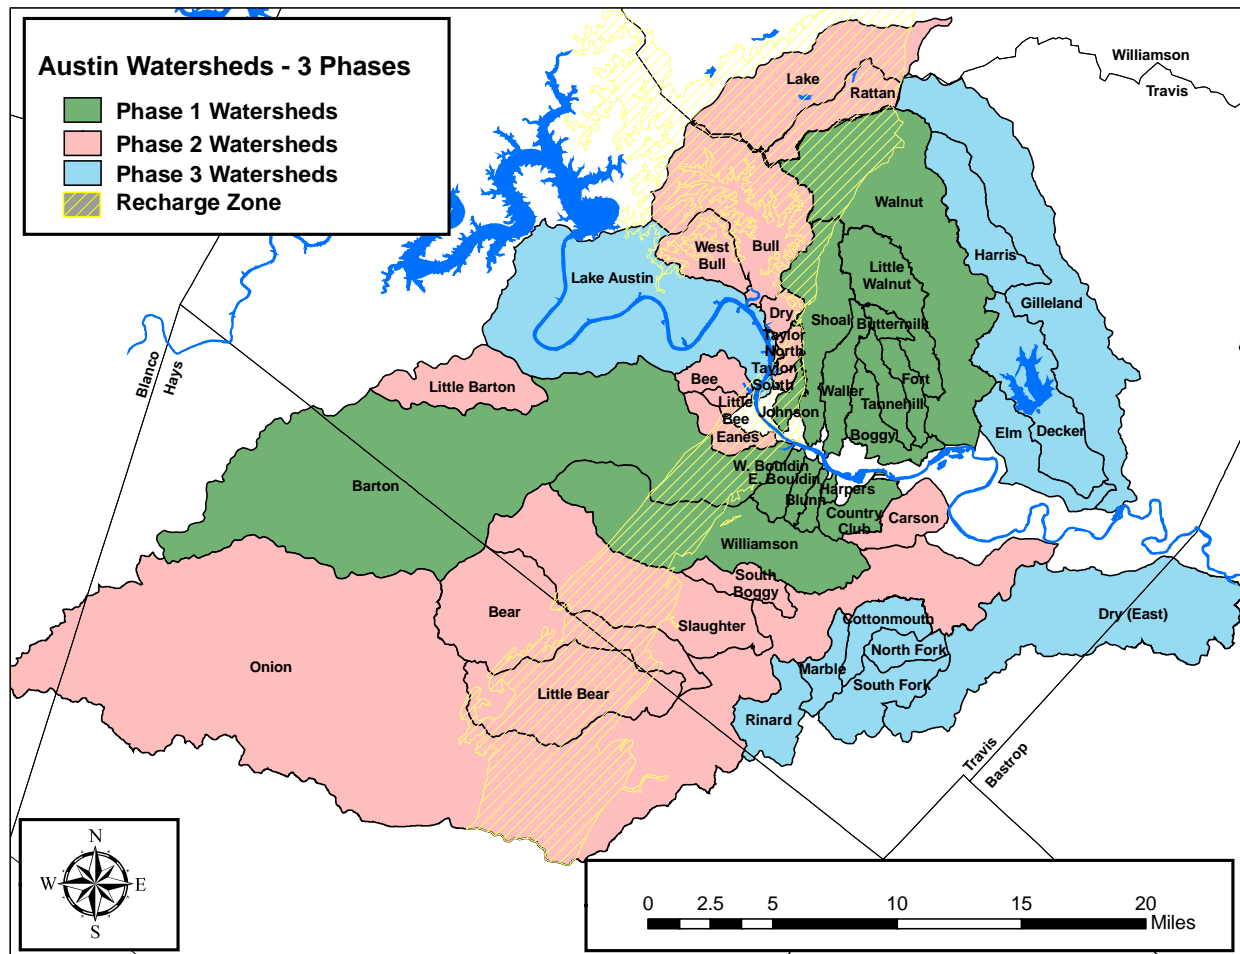 Austin Watersheds - 3 Phases
Phase 1 Watersheds
Phase 2 Watersheds
Phase 3 Watersheds
Recharge Zone
Williamson
Travis
Lake
Rattan
Walnut
West
Bull
Bull
Little
Walnut
Harris
Lake Austin
Gilleland
Dry
Shoal
Buttermilk
Taylor
North
Taylor
South
Blanco
Hays
Little Barton
Bee
Fort
Waller
Tannehill
Little
Bee
Johnson
Eanes
Boggy
Elm
Decker
W. Bouldin
E. Bouldin
Barton
Blunn
Harpers
Country
Club
Carson
Williamson
South
Boggy
Bear
Slaughter
Cottonmouth
Dry (East)
North Fork
Onion
Marble
Little Bear
South Fork
Rinard
Travis
Bastrop
N
W
E
S
0
2.5
5
10
15
20
Miles